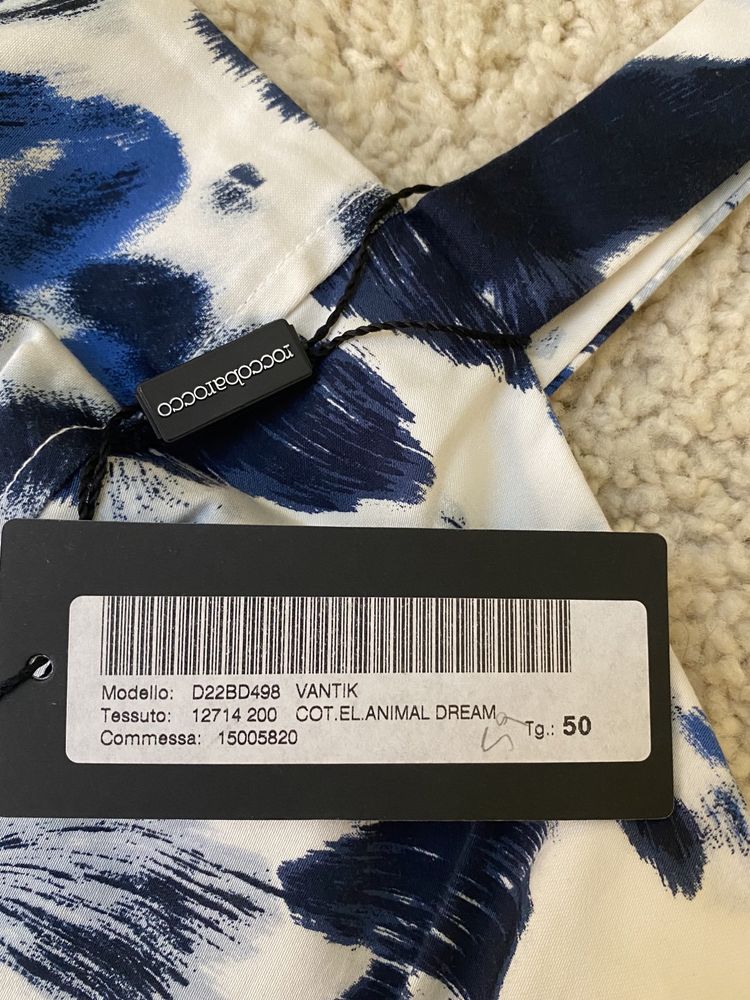 roccobarocco
Modello: D22BD498 VANTIK
Tessuto: 12714 200 COT.EL.ANIMAL DREAM
Commessa: 15005820
Tg.: 50